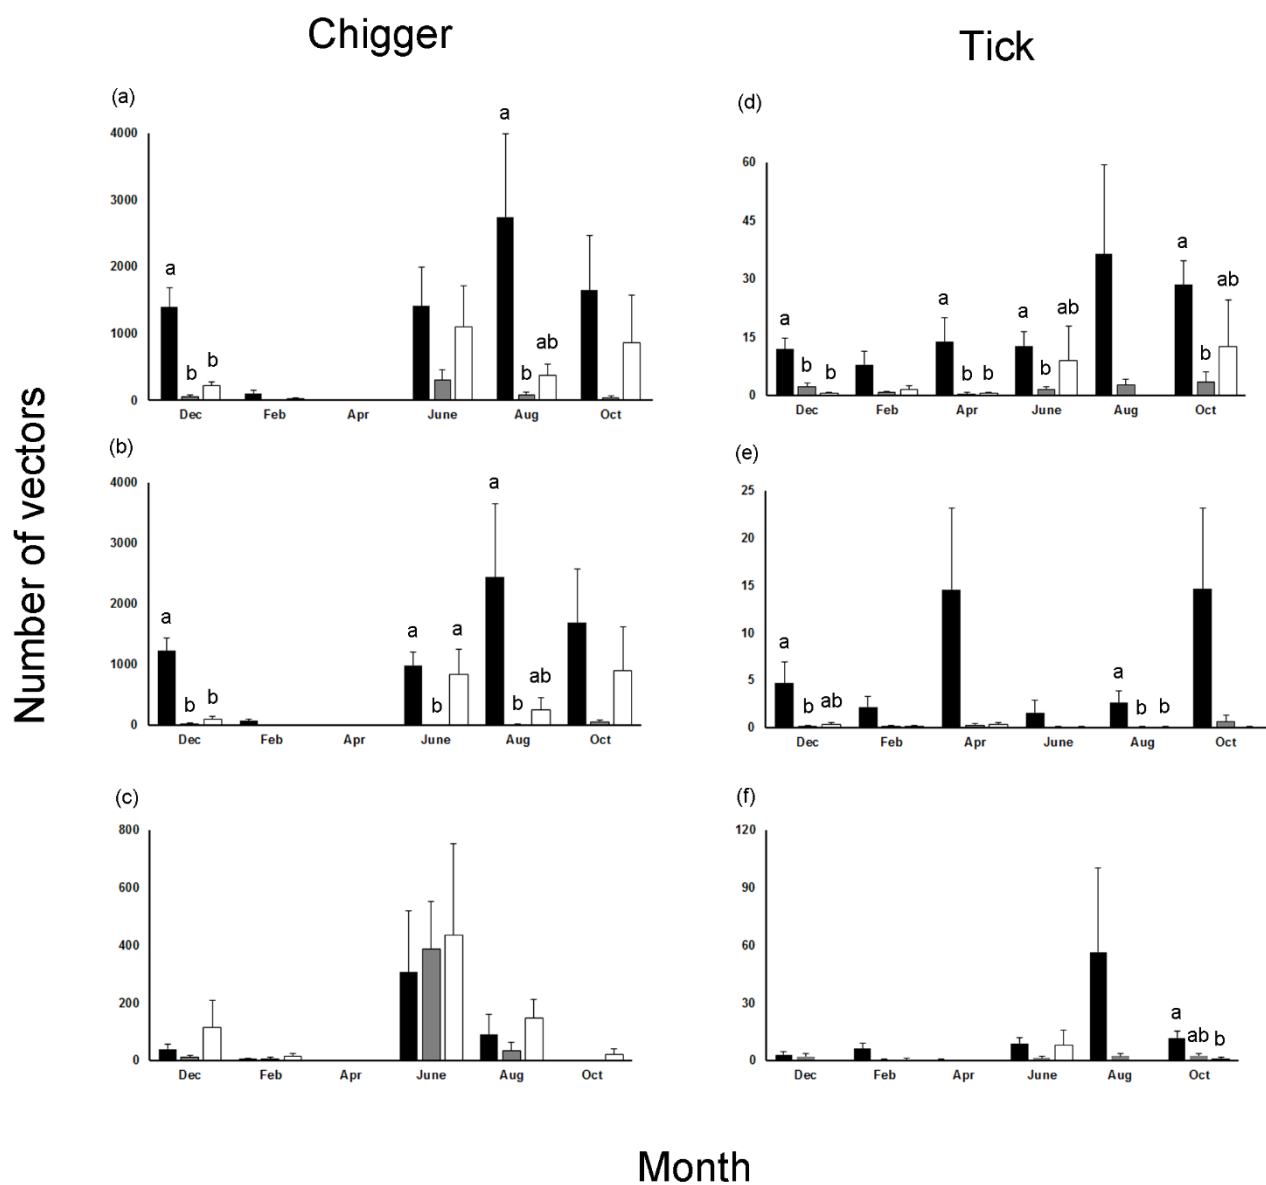 Chigger
Tick
Number of vectors
(a)
4000
3000
2000
1000
0
a
b
b
a
b
ab
Dec Feb Apr June Aug Oct
(b)
4000
3000
2000
1000
0
a
b
b
a
b
a
a
b
ab
Dec Feb Apr June Aug Oct
(c)
800
600
400
200
0
Dec Feb Apr June Aug Oct
(d)
60
45
30
15
0
a
b
b
a
b
b
a
b
ab
a
b
ab
Dec Feb Apr June Aug Oct
(e)
25
20
15
10
5
0
a
b
ab
a
b
b
Dec Feb Apr June Aug Oct
(f)
120
90
60
30
0
a
ab
b
Dec Feb Apr June Aug Oct
Month